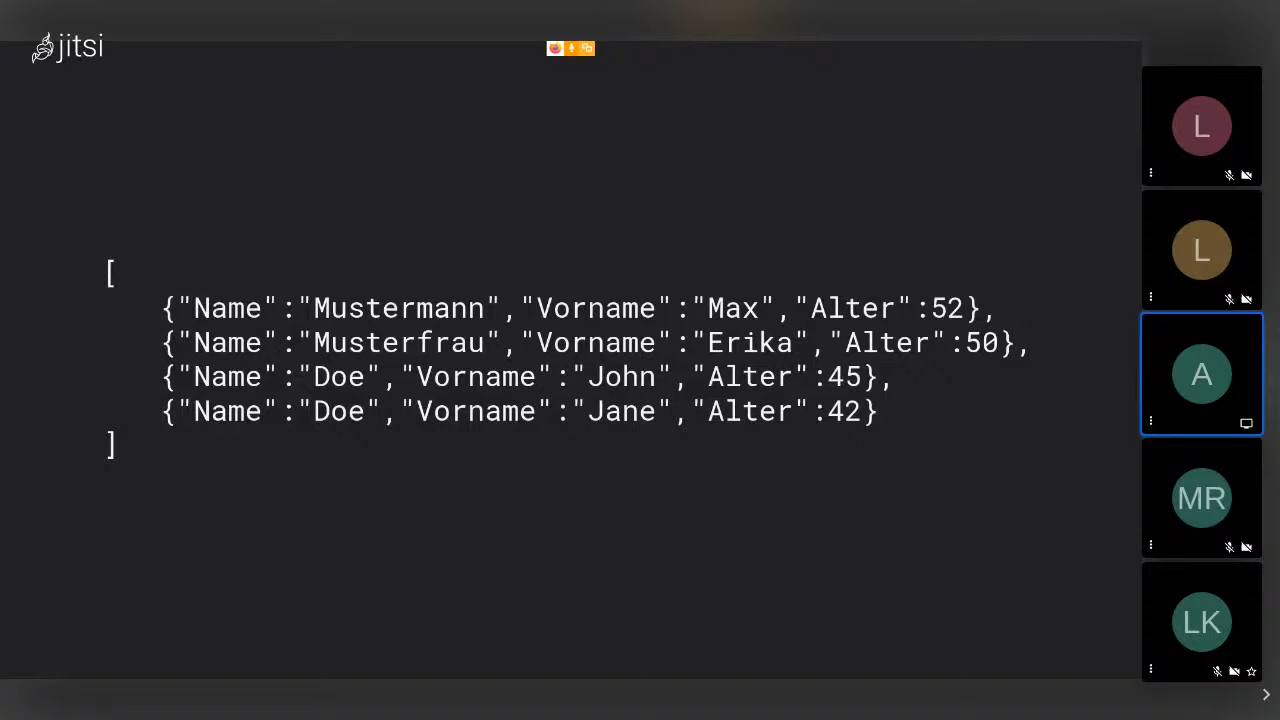 jitsi
[
{"Name":"Mustermann","Vorname":"Max","Alter":52},
{"Name":"Musterfrau","Vorname":"Erika","Alter":50},
{"Name":"Doe","Vorname":"John","Alter":45},
{"Name":"Doe","Vorname":"Jane","Alter":42}
]
L
L
A
MR
LK